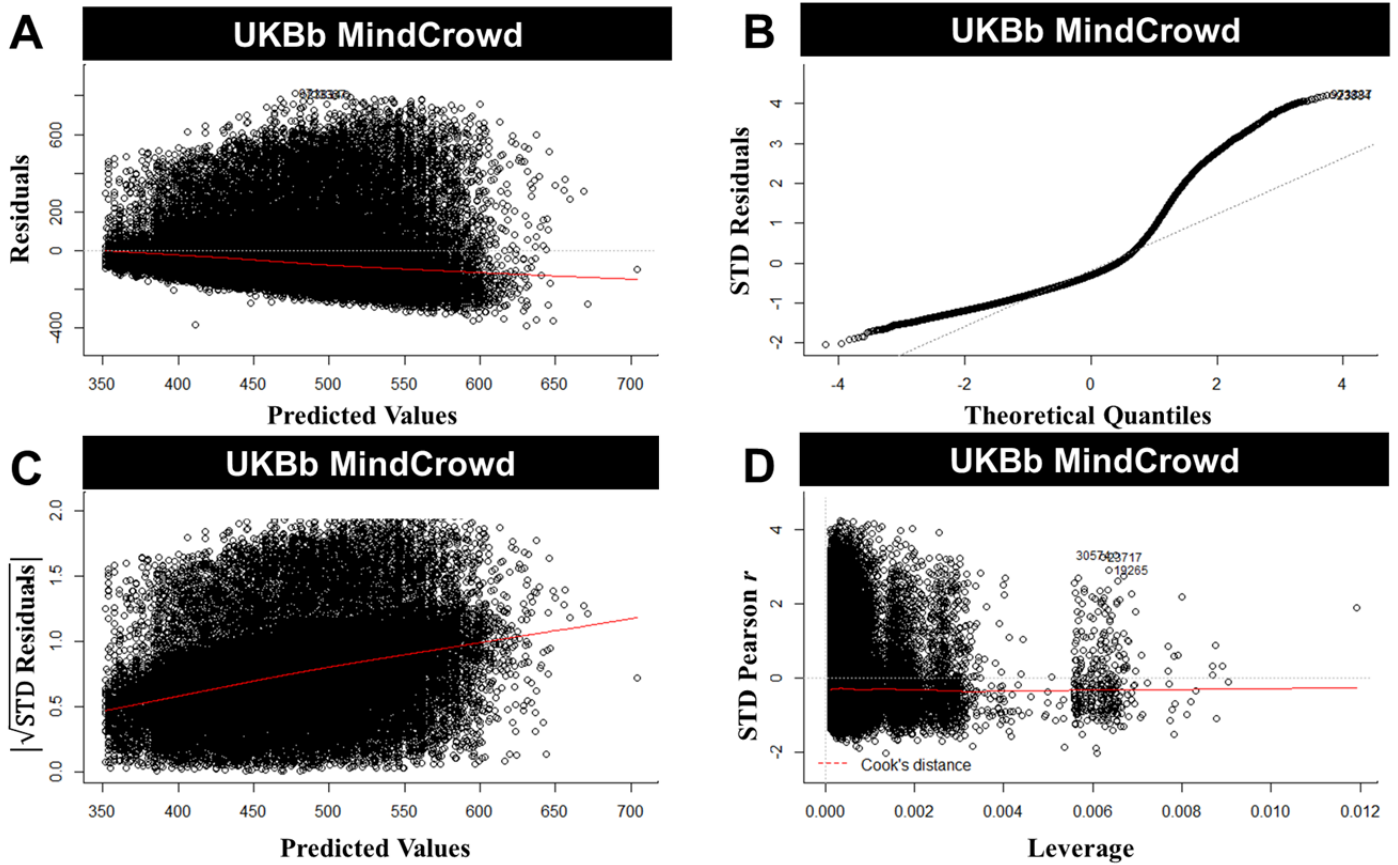 A
UKBb MindCrowd
Residuals
600
200
0
-400
350 400 450 500 550 600 650 700
Predicted Values
B
UKBb MindCrowd
STD Residuals
4
3
2
1
0
-1
-2
-4 -2 0 2 4
Theoretical Quantiles
C
UKBb MindCrowd
|√STD Residuals|
2.0
1.5
1.0
0.5
0.0
350 400 450 500 550 600 650 700
Predicted Values
D
UKBb MindCrowd
STD Pearson r
4
2
0
-2
19265
Cook's distance
0.000 0.002 0.004 0.006 0.008 0.010 0.012
Leverage